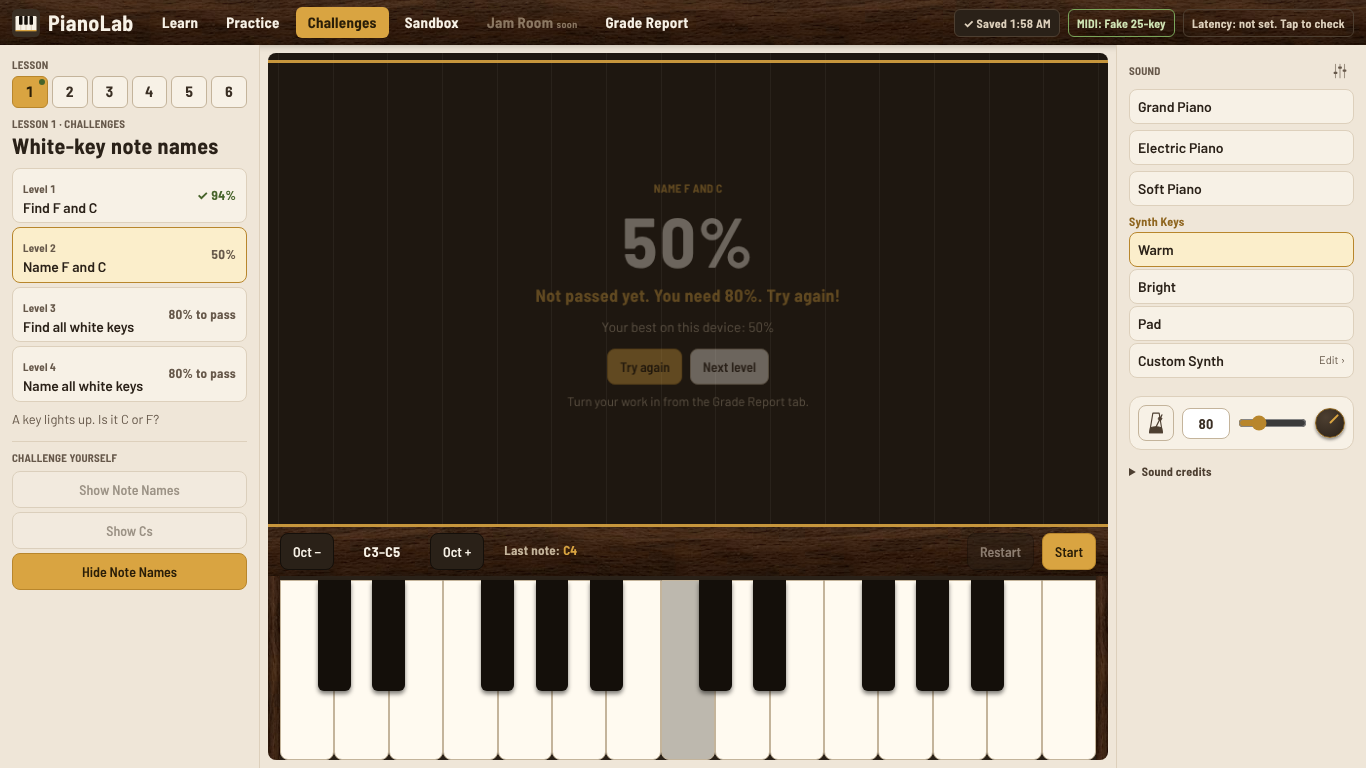 PianoLab
Learn
Practice
Challenges
Sandbox
Jam Room soon
Grade Report
✓ Saved 1:58 AM
MIDI: Fake 25-key
Latency: not set. Tap to check
LESSON
1
2
3
4
5
6
LESSON 1 · CHALLENGES
White-key note names
Level 1
Find F and C
✓ 94%
Level 2
Name F and C
50%
Level 3
Find all white keys
80% to pass
Level 4
Name all white keys
80% to pass
A key lights up. Is it C or F?
CHALLENGE YOURSELF
Show Note Names
Show Cs
Hide Note Names
NAME F AND C
50%
Not passed yet. You need 80%. Try again!
Your best on this device: 50%
Try again
Next level
Turn your work in from the Grade Report tab.
Oct –
C3–C5
Oct +
Last note: C4
Restart
Start
SOUND
Grand Piano
Electric Piano
Soft Piano
Synth Keys
Warm
Bright
Pad
Custom Synth
Edit ›
80
Sound credits